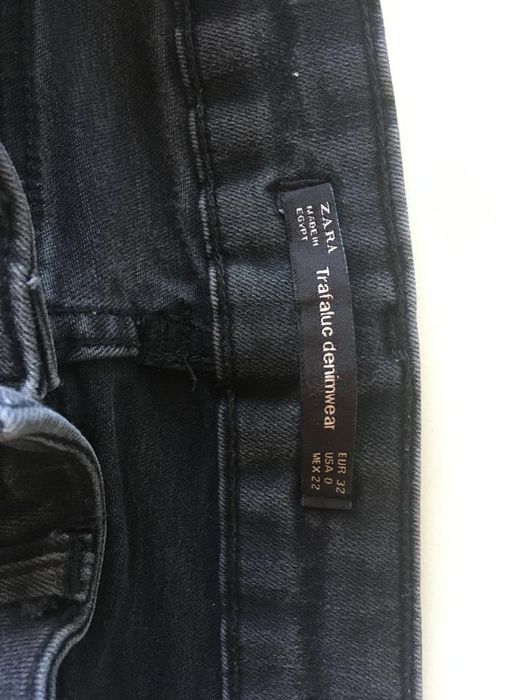 ZARA
MADE IN
EGYPT
Trafaluc denimwear
EUR 32
USA 0
MEX 22